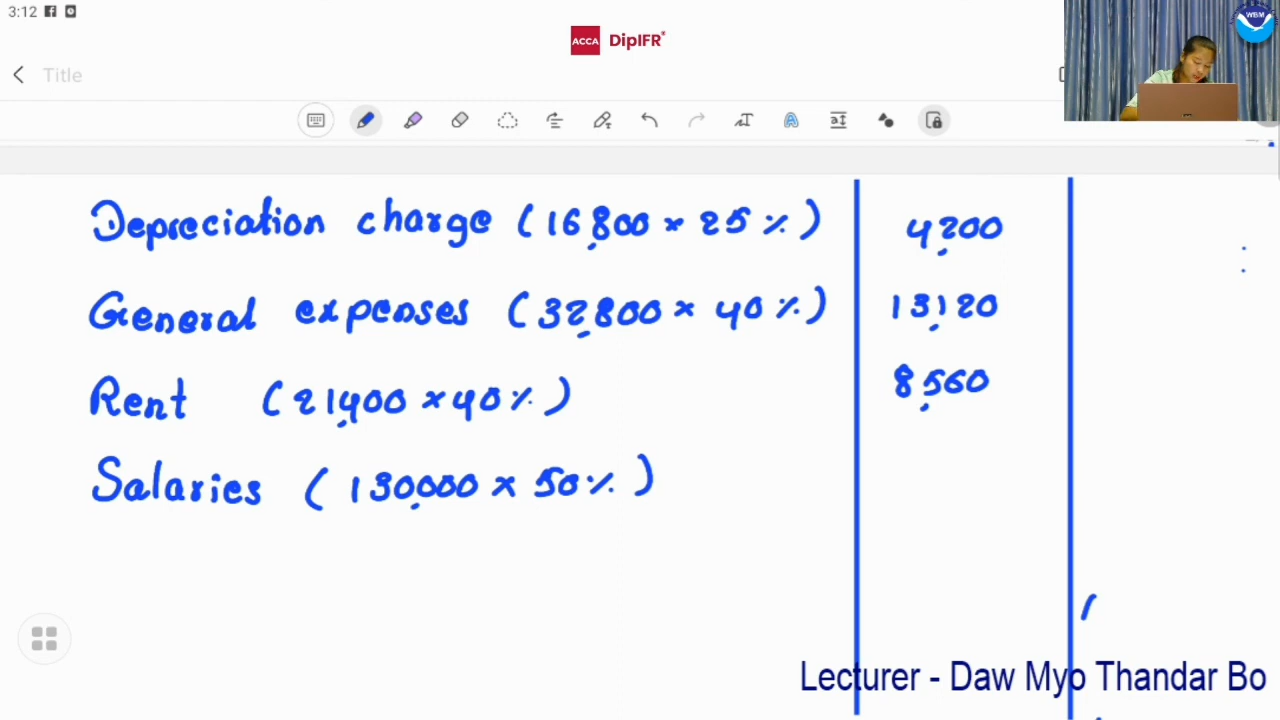 3:12
ACCA DipIFR
WBM
Title
Depreciation charge (16,800 × 25%) 4,200
General expenses (32,800 × 40%) 13,120
Rent (21,400 × 40%) 8,560
Salaries (130,000 × 50%)
Lecturer - Daw Myo Thandar Bo